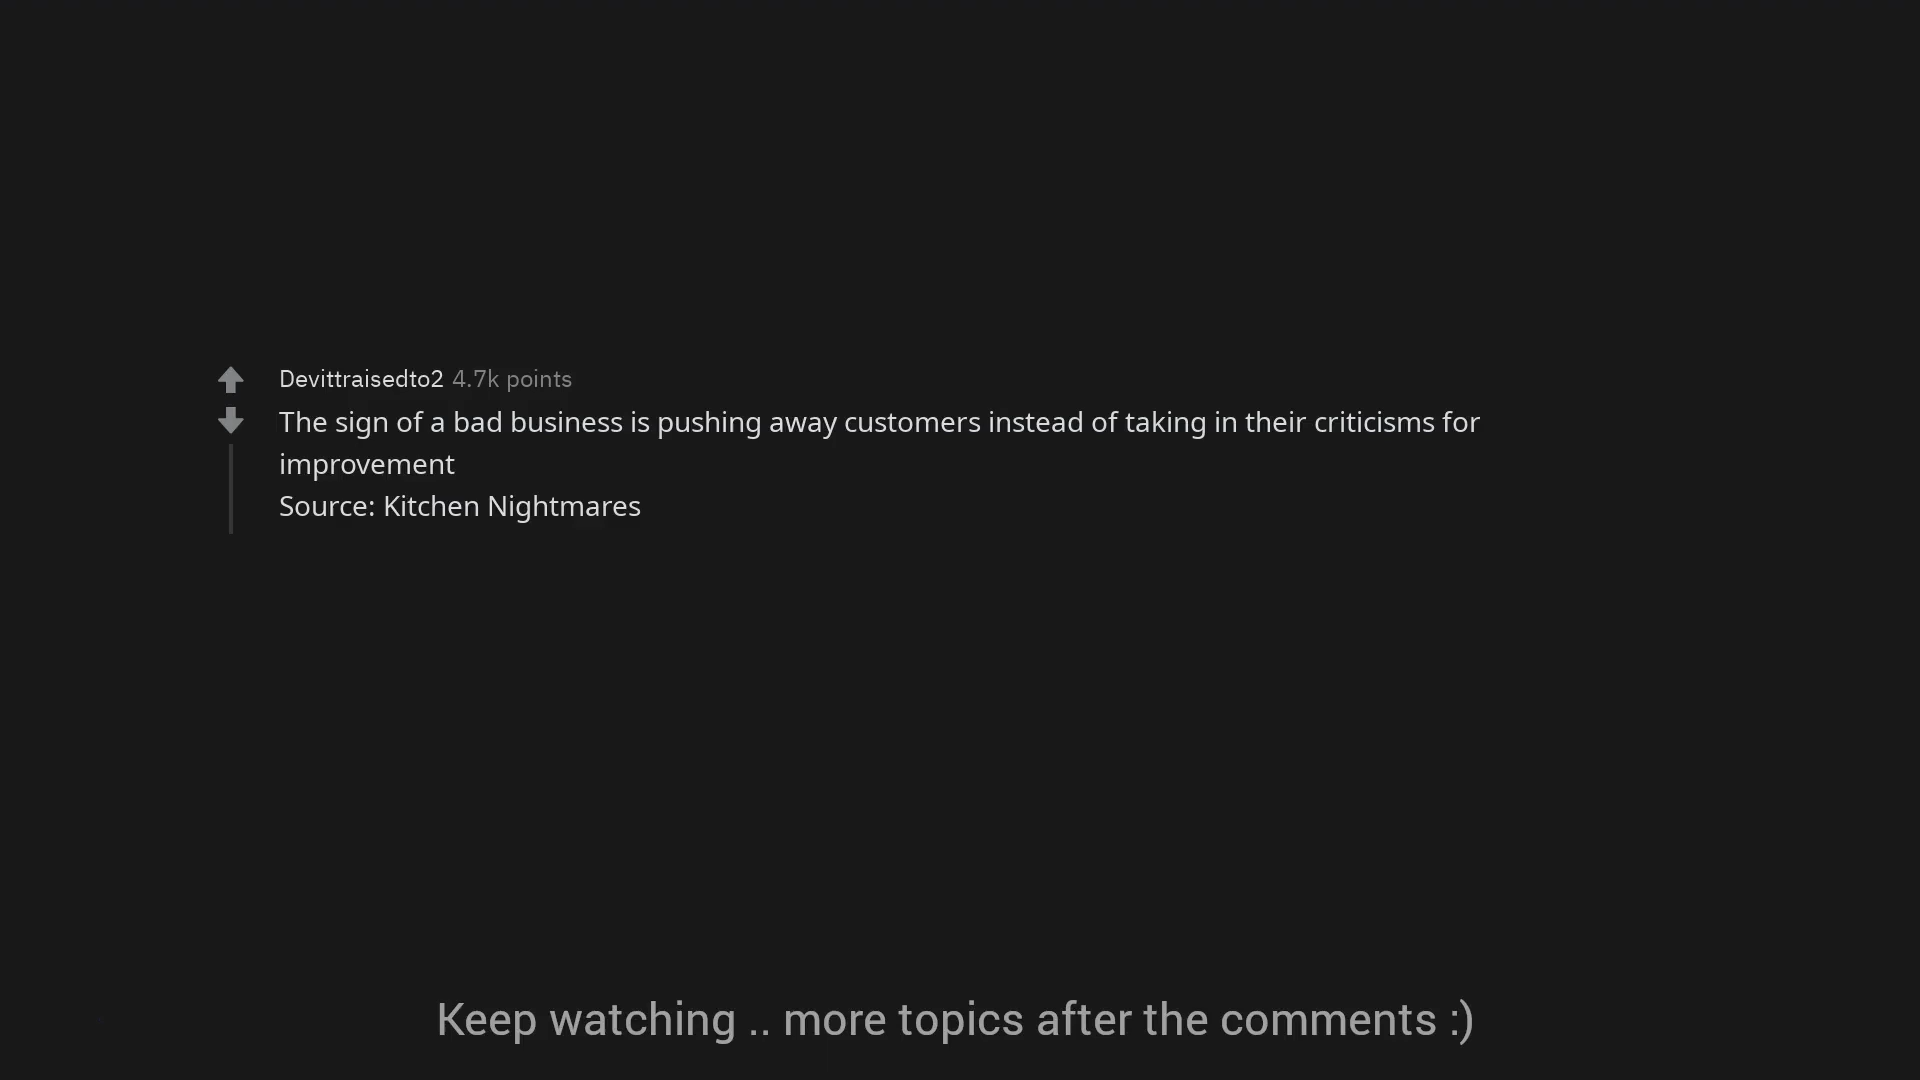 Devittraisedto2 4.7k points
The sign of a bad business is pushing away customers instead of taking in their criticisms for
improvement
Source: Kitchen Nightmares
Keep watching .. more topics after the comments :)